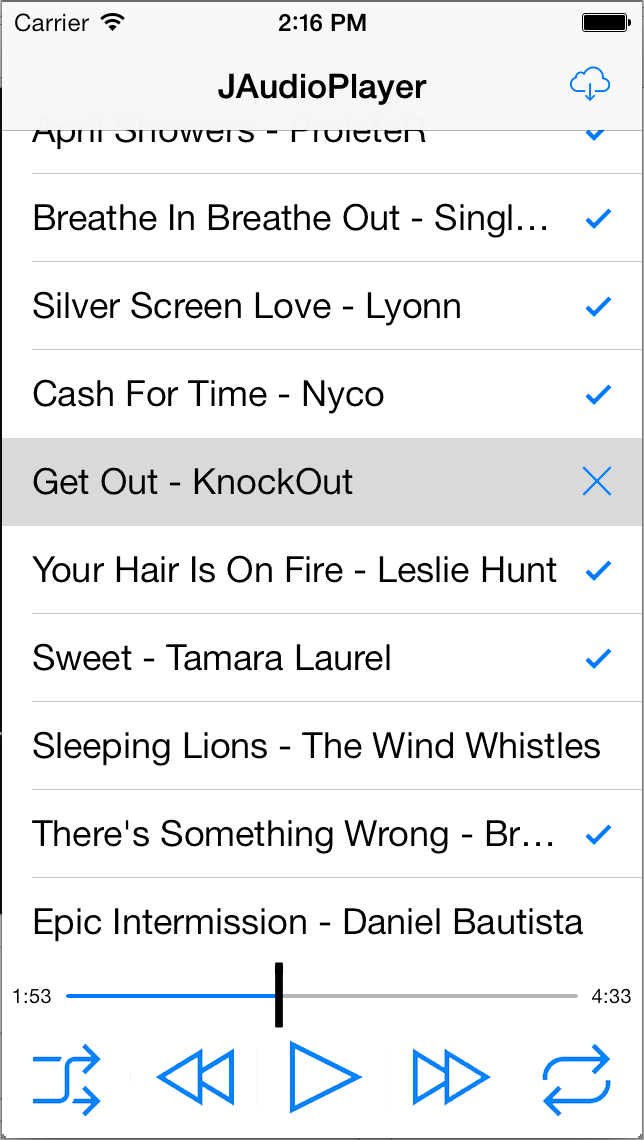 Carrier 2:16 PM
JAudioPlayer
April Showers - ProleteR
Breathe In Breathe Out - Singl...
Silver Screen Love - Lyonn
Cash For Time - Nyco
Get Out - KnockOut
Your Hair Is On Fire - Leslie Hunt
Sweet - Tamara Laurel
Sleeping Lions - The Wind Whistles
There's Something Wrong - Br...
Epic Intermission - Daniel Bautista
1:53 4:33